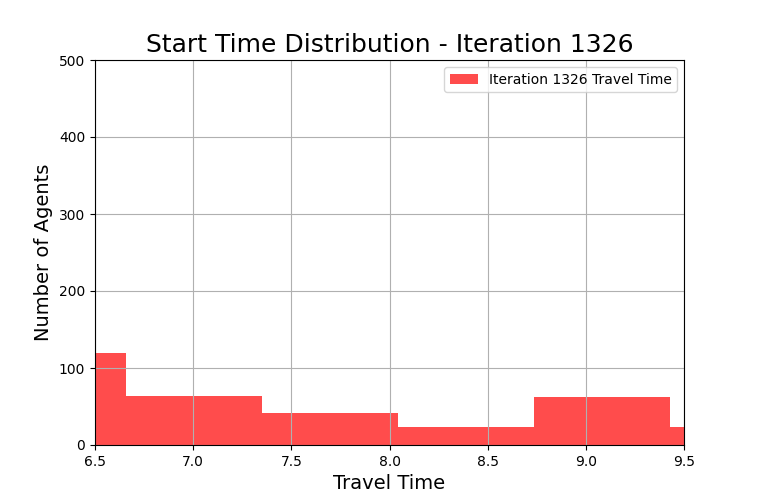 Start Time Distribution - Iteration 1326
500
Iteration 1326 Travel Time
400
300
200
100
0
Number of Agents
6.5 7.0 7.5 8.0 8.5 9.0 9.5
Travel Time